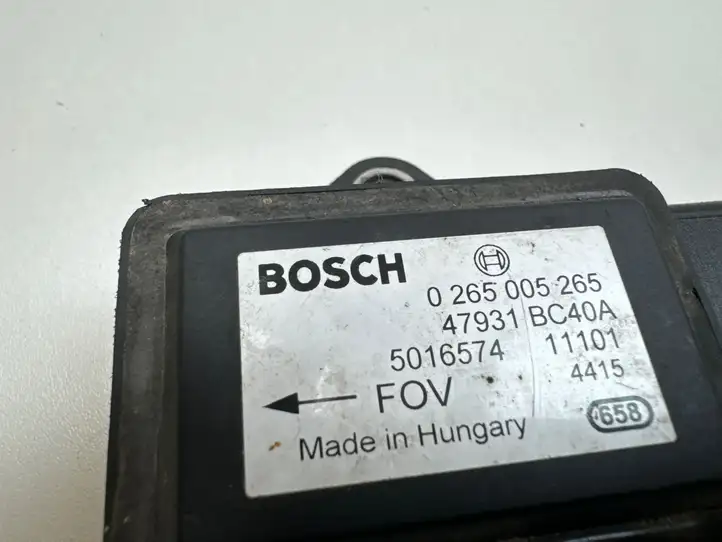 BOSCH
0 265 005 265
47931 BC40A
5016574 11101
4415
FOV
658
Made in Hungary